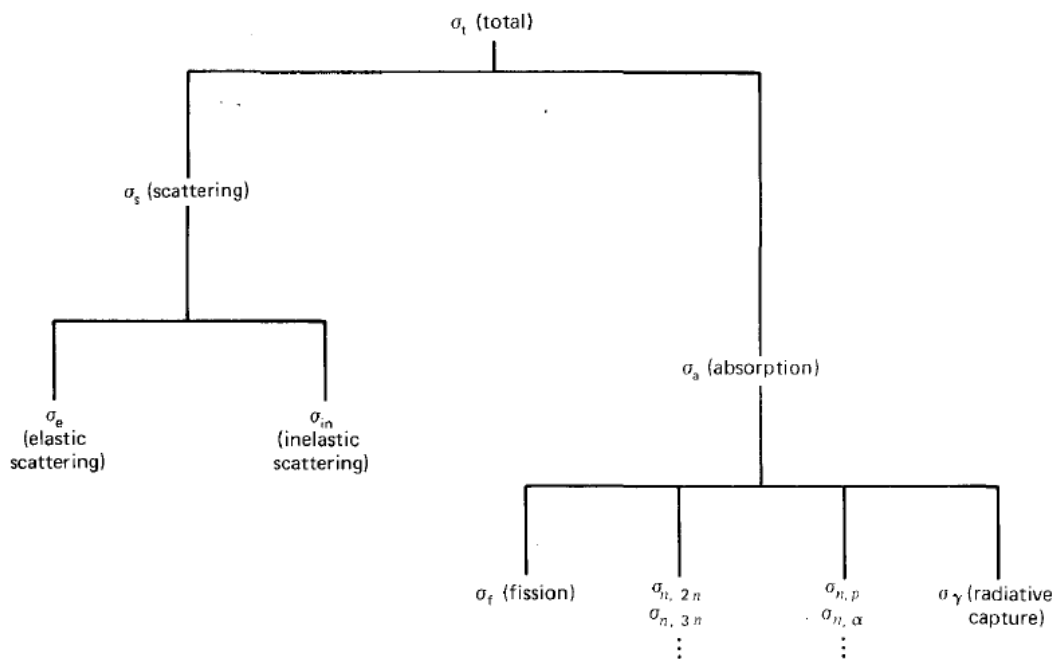 σt (total)
σs (scattering)
σa (absorption)
σe
(elastic
scattering)
σin
(inelastic
scattering)
σf (fission)
σn, 2n
σn, 3n
⋮
σn, p
σn, α
⋮
σγ (radiative
capture)